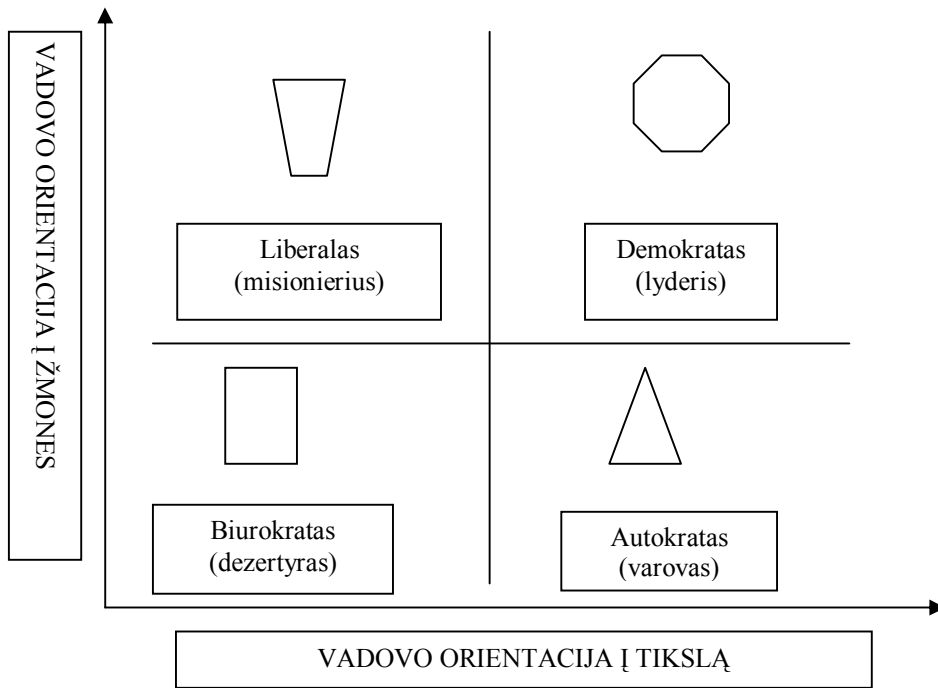 VADOVO ORIENTACIJA Į ŽMONES
Liberalas
(misionierius)
Demokratas
(lyderis)
Biurokratas
(dezertyras)
Autokratas
(varovas)
VADOVO ORIENTACIJA Į TIKSLĄ